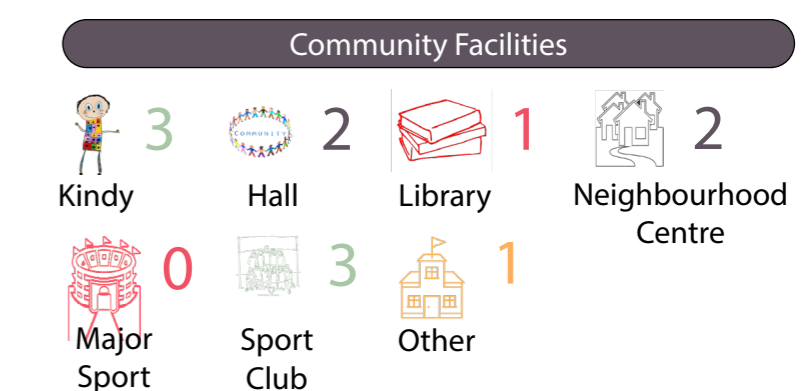 Community Facilities
3
2
1
2
COMMUNITY
Kindy
Hall
Library
Neighbourhood
Centre
0
3
1
Major
Sport
Sport
Club
Other